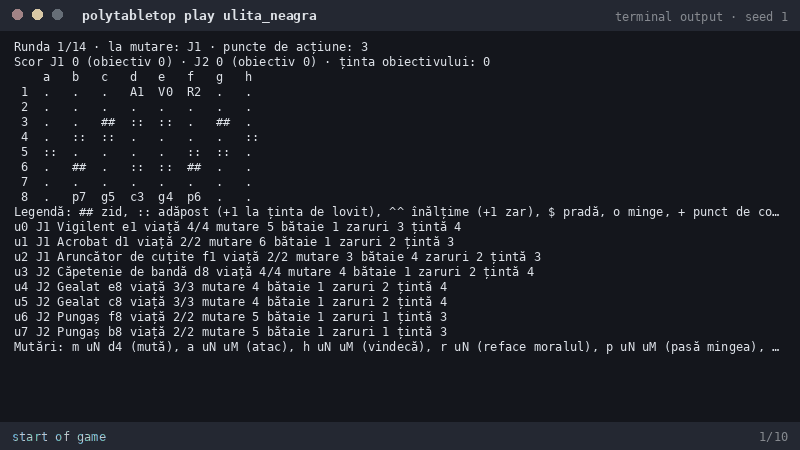 polytabletop play ulita_neagra
terminal output · seed 1
Runda 1/14 · la mutare: J1 · puncte de acțiune: 3
Scor J1 0 (obiectiv 0) · J2 0 (obiectiv 0) · ținta obiectivului: 0
a b c d e f g h
1 . . . A1 V0 R2 . .
2 . . . . . . . .
3 . . ## :: :: . ## .
4 . :: :: . . . . ::
5 :: . . . . :: :: .
6 . ## . :: :: ## . .
7 . . . . . . . .
8 . p7 g5 c3 g4 p6 . .
Legendă: ## zid, :: adăpost (+1 la ținta de lovit), ^^ înălțime (+1 zar), $ pradă, o minge, + punct de co…
u0 J1 Vigilent e1 viață 4/4 mutare 5 bătaie 1 zaruri 3 țintă 4
u1 J1 Acrobat d1 viață 2/2 mutare 6 bătaie 1 zaruri 2 țintă 3
u2 J1 Aruncător de cuțite f1 viață 2/2 mutare 3 bătaie 4 zaruri 2 țintă 3
u3 J2 Căpetenie de bandă d8 viață 4/4 mutare 4 bătaie 1 zaruri 2 țintă 4
u4 J2 Gealat e8 viață 3/3 mutare 4 bătaie 1 zaruri 2 țintă 4
u5 J2 Gealat c8 viață 3/3 mutare 4 bătaie 1 zaruri 2 țintă 4
u6 J2 Pungaș f8 viață 2/2 mutare 5 bătaie 1 zaruri 1 țintă 3
u7 J2 Pungaș b8 viață 2/2 mutare 5 bătaie 1 zaruri 1 țintă 3
Mutări: m uN d4 (mută), a uN uM (atac), h uN uM (vindecă), r uN (reface moralul), p uN uM (pasă mingea), …
start of game
1/10